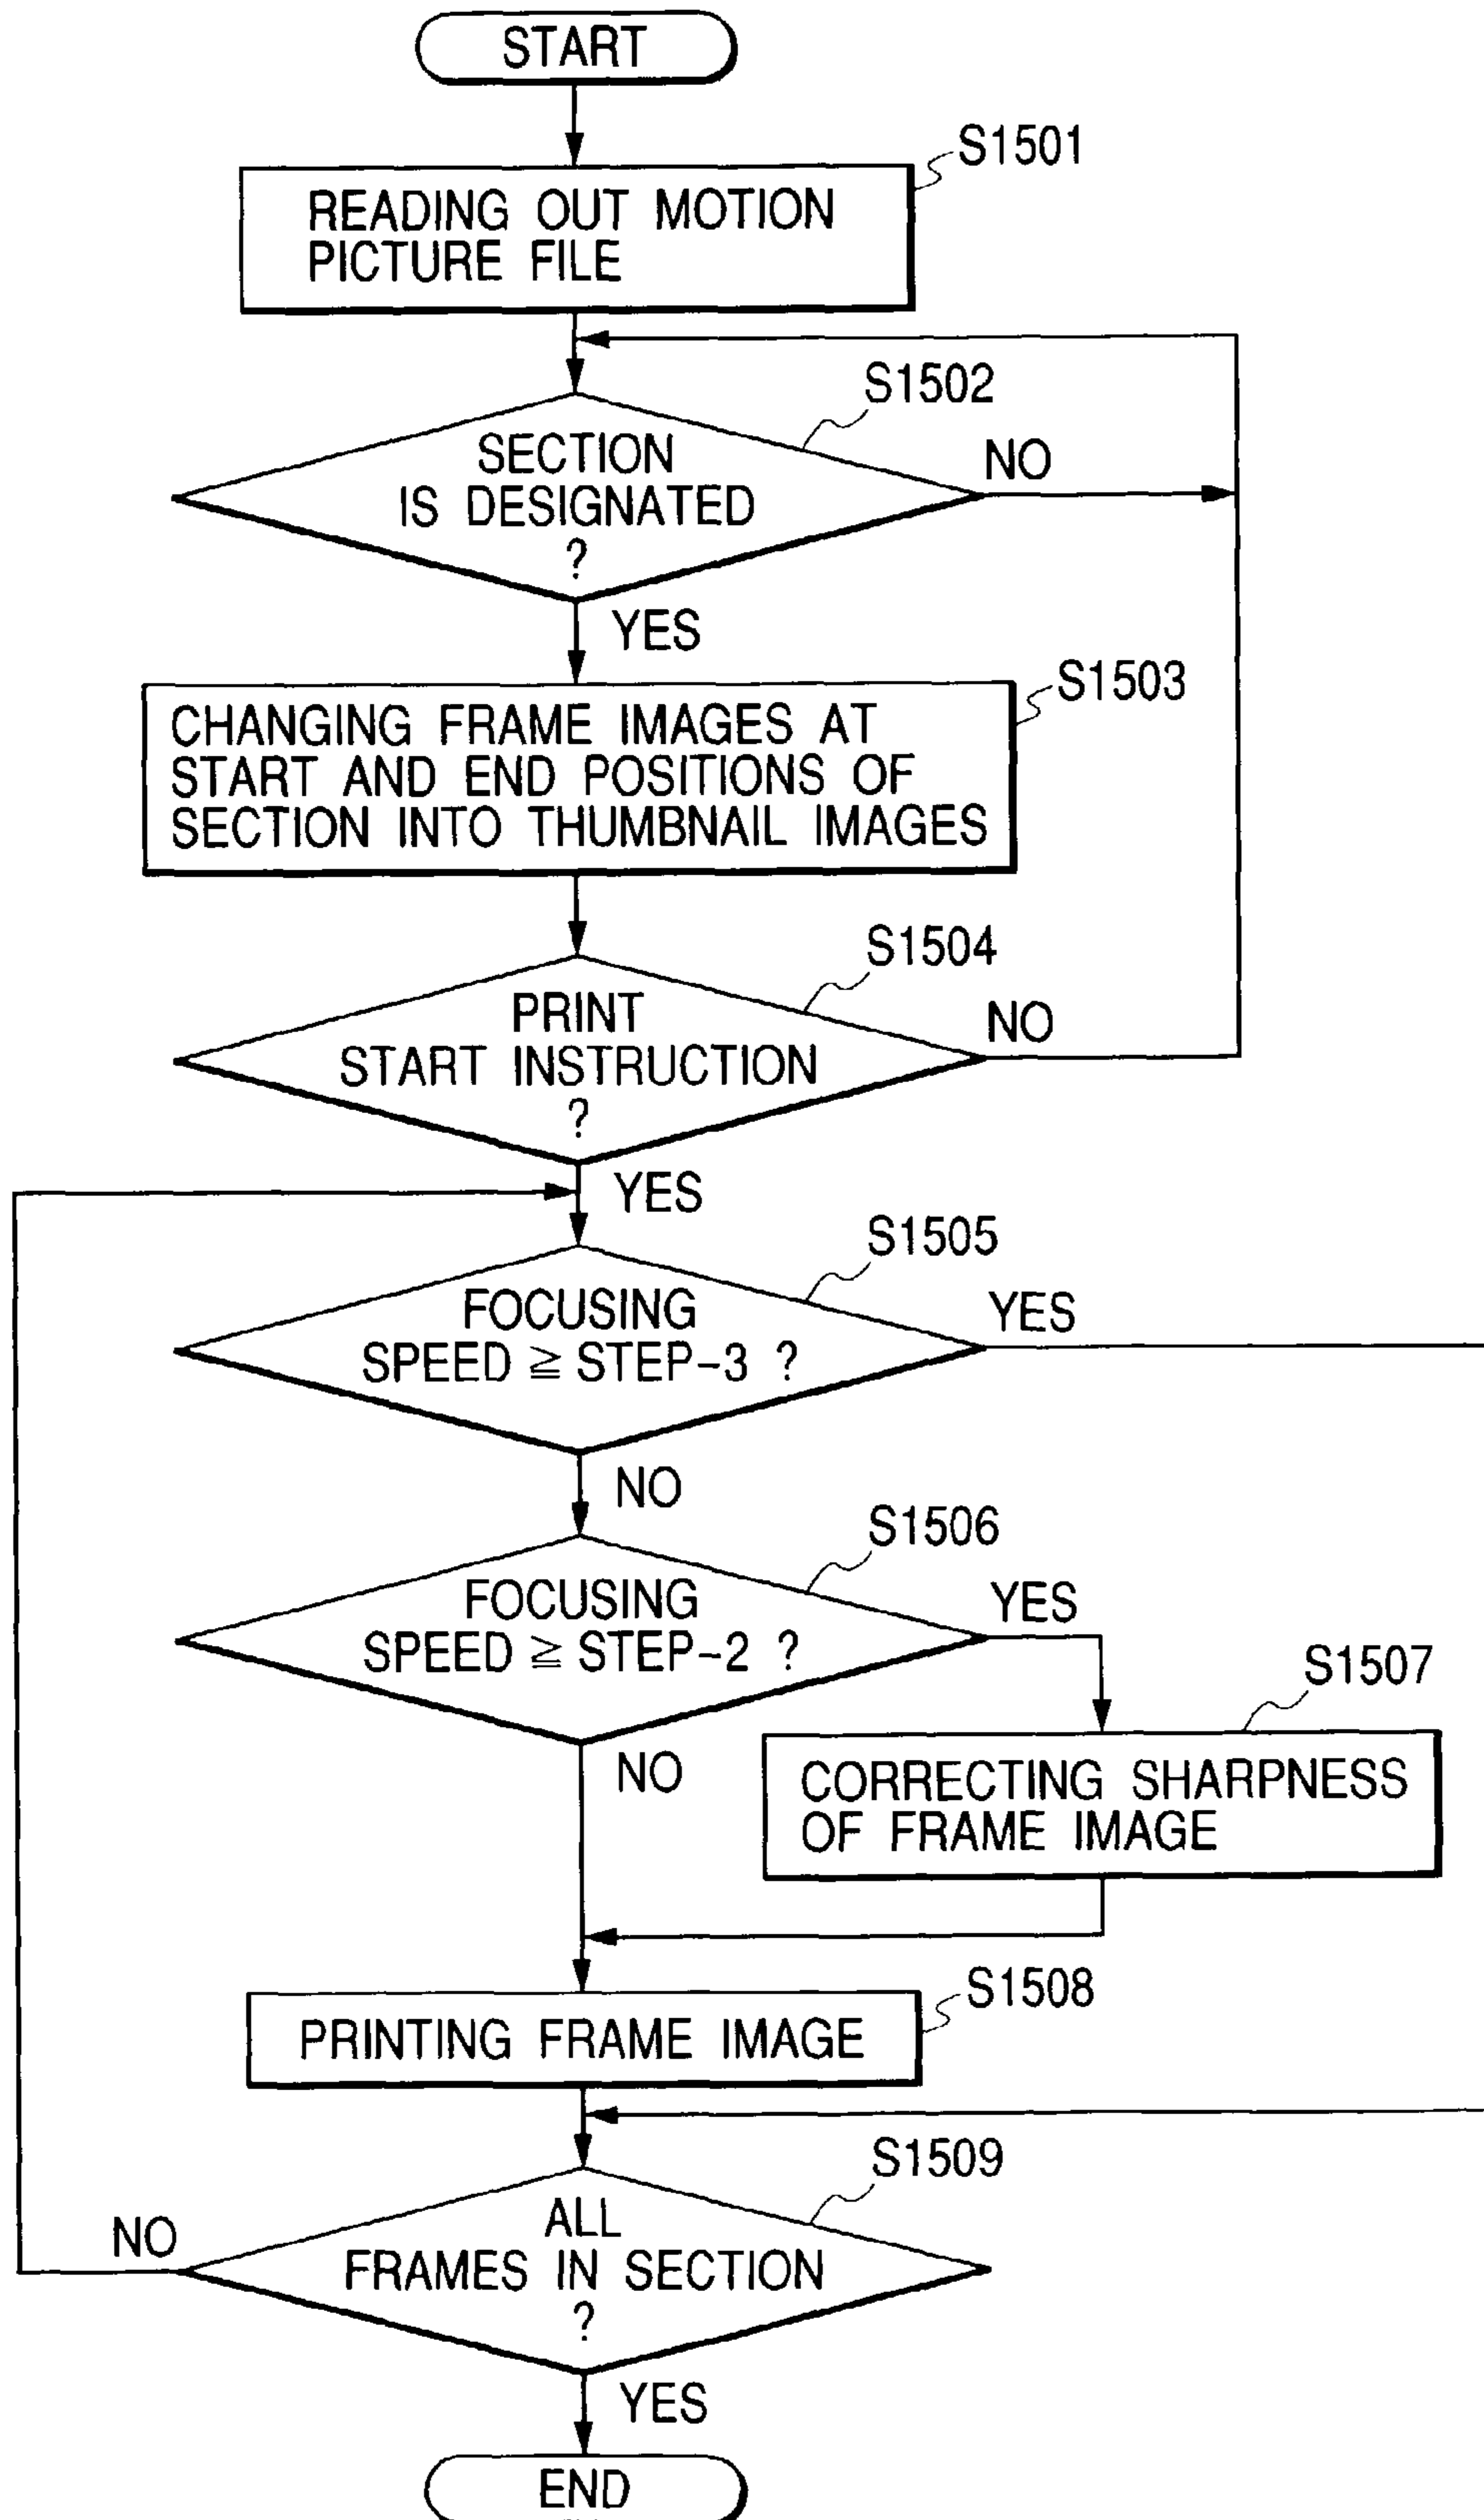 START
S1501
READING OUT MOTION
PICTURE FILE
S1502
SECTION
IS DESIGNATED
?
NO
YES
S1503
CHANGING FRAME IMAGES AT
START AND END POSITIONS OF
SECTION INTO THUMBNAIL IMAGES
S1504
PRINT
START INSTRUCTION
?
NO
YES
S1505
FOCUSING
SPEED ≧ STEP-3 ?
YES
NO
S1506
FOCUSING
SPEED ≧ STEP-2 ?
YES
NO
S1507
CORRECTING SHARPNESS
OF FRAME IMAGE
S1508
PRINTING FRAME IMAGE
S1509
ALL
FRAMES IN SECTION
?
NO
YES
END